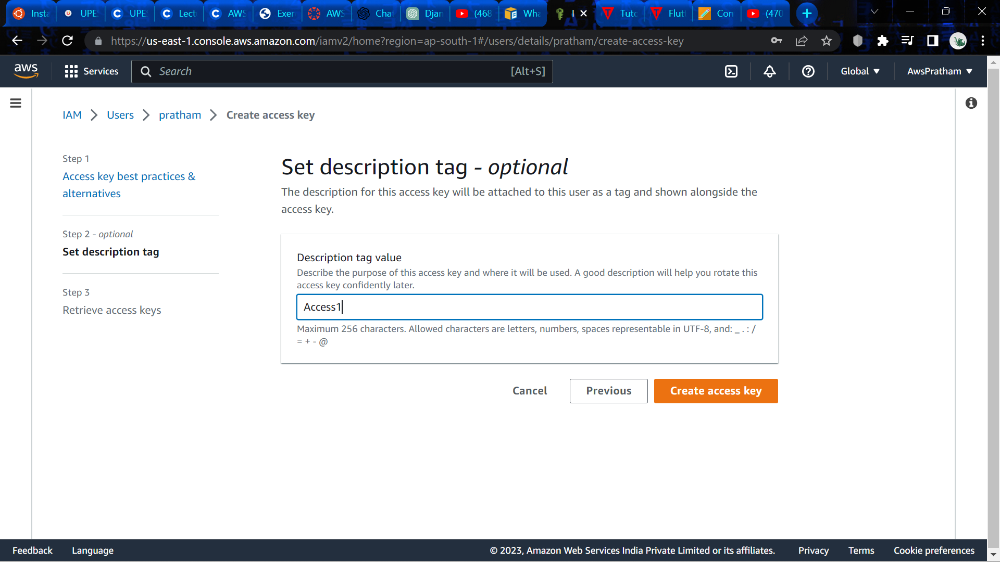 Insta UPES UPES Lect AWS Exer AWS Chat Djan (468 Wha I Tuto Flut Con (470
https://us-east-1.console.aws.amazon.com/iamv2/home?region=ap-south-1#/users/details/pratham/create-access-key
aws Services Search [Alt+S] Global AwsPratham
IAM Users pratham Create access key
Step 1
Access key best practices &
alternatives
Step 2 - optional
Set description tag
Step 3
Retrieve access keys
Set description tag - optional
The description for this access key will be attached to this user as a tag and shown alongside the
access key.
Description tag value
Describe the purpose of this access key and where it will be used. A good description will help you rotate this
access key confidently later.
Access1
Maximum 256 characters. Allowed characters are letters, numbers, spaces representable in UTF-8, and: _ . : /
= + - @
Cancel Previous Create access key
Feedback Language © 2023, Amazon Web Services India Private Limited or its affiliates. Privacy Terms Cookie preferences